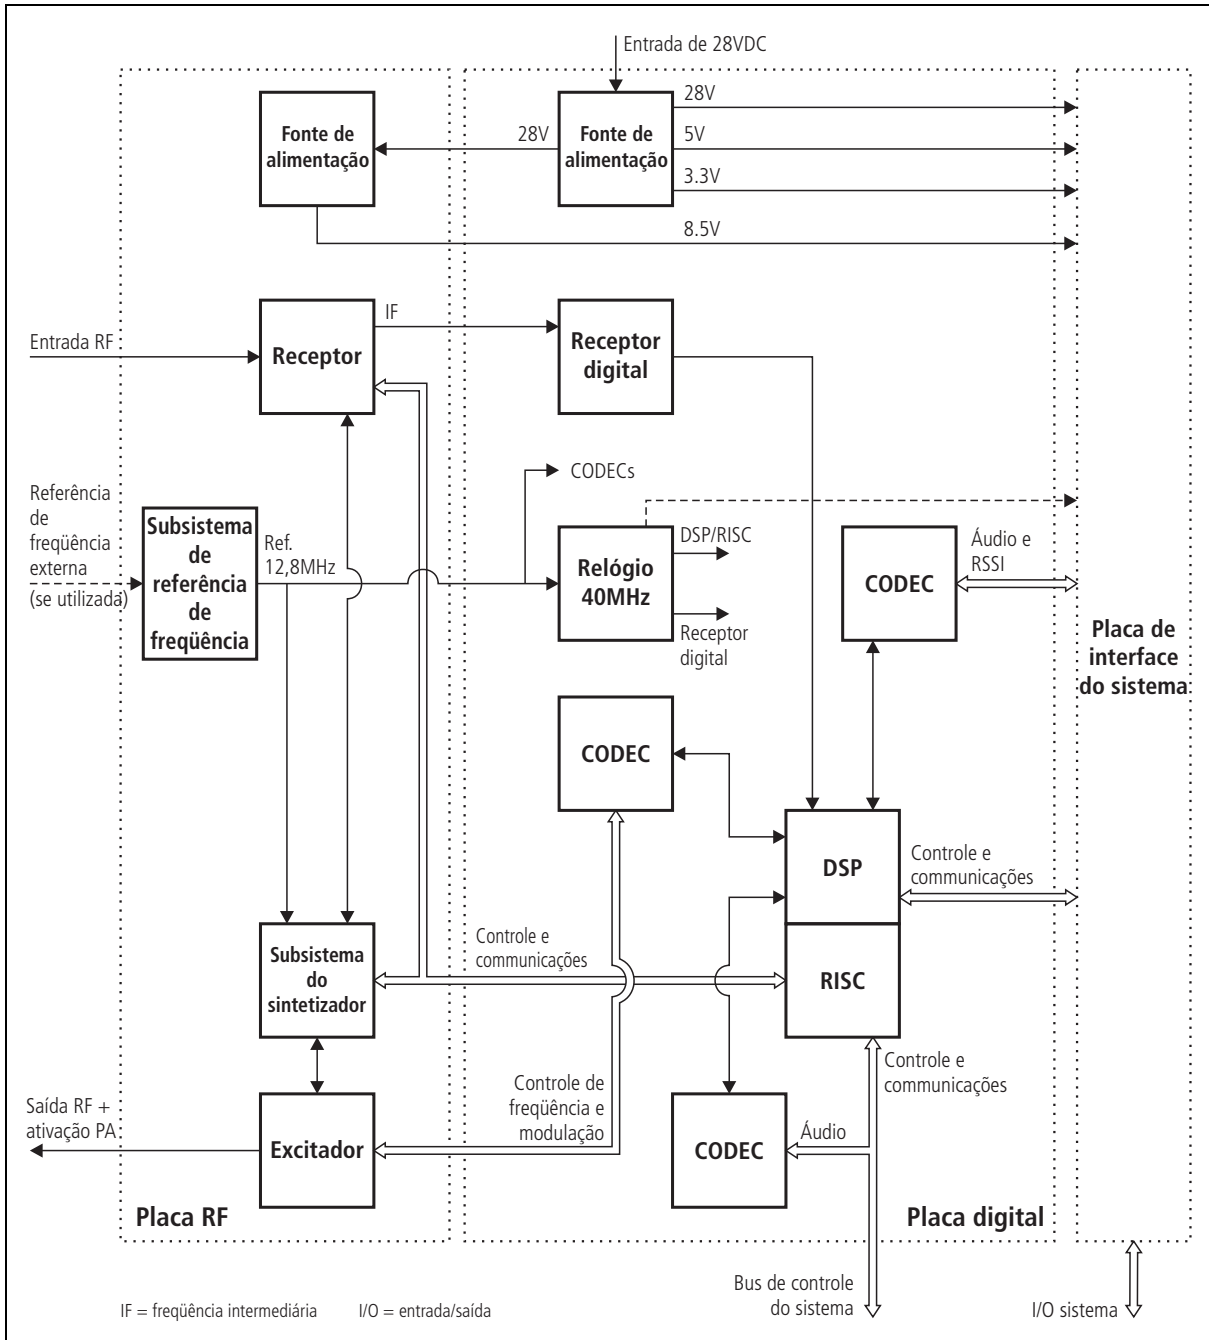 Entrada de 28VDC
28V
Fonte de
alimentação
28V
Fonte de
alimentação
5V
3.3V
8.5V
IF
Entrada RF
Receptor
Receptor
digital
CODECs
Referência
de
freqüência
externa
(se utilizada)
Subsistema
de
referência
de
freqüência
Ref.
12,8MHz
DSP/RISC
Relógio
40MHz
Receptor
digital
Áudio e
RSSI
CODEC
Placa de
interface
do sistema
CODEC
DSP
Controle e
communicações
Subsistema
do
sintetizador
Controle e
communicações
RISC
Controle e
communicações
Controle de
freqüência e
modulação
Saída RF +
ativação PA
Excitador
CODEC
Áudio
Placa RF
Placa digital
Bus de controle
do sistema
I/O sistema
IF = freqüência intermediária
I/O = entrada/saída